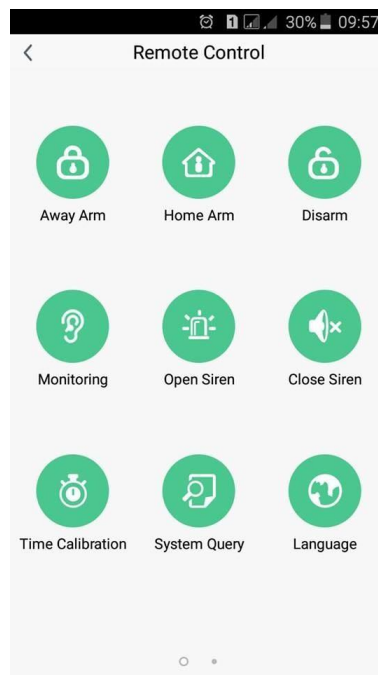 1 30% 09:57
Remote Control
Away Arm Home Arm Disarm
Monitoring Open Siren Close Siren
Time Calibration System Query Language